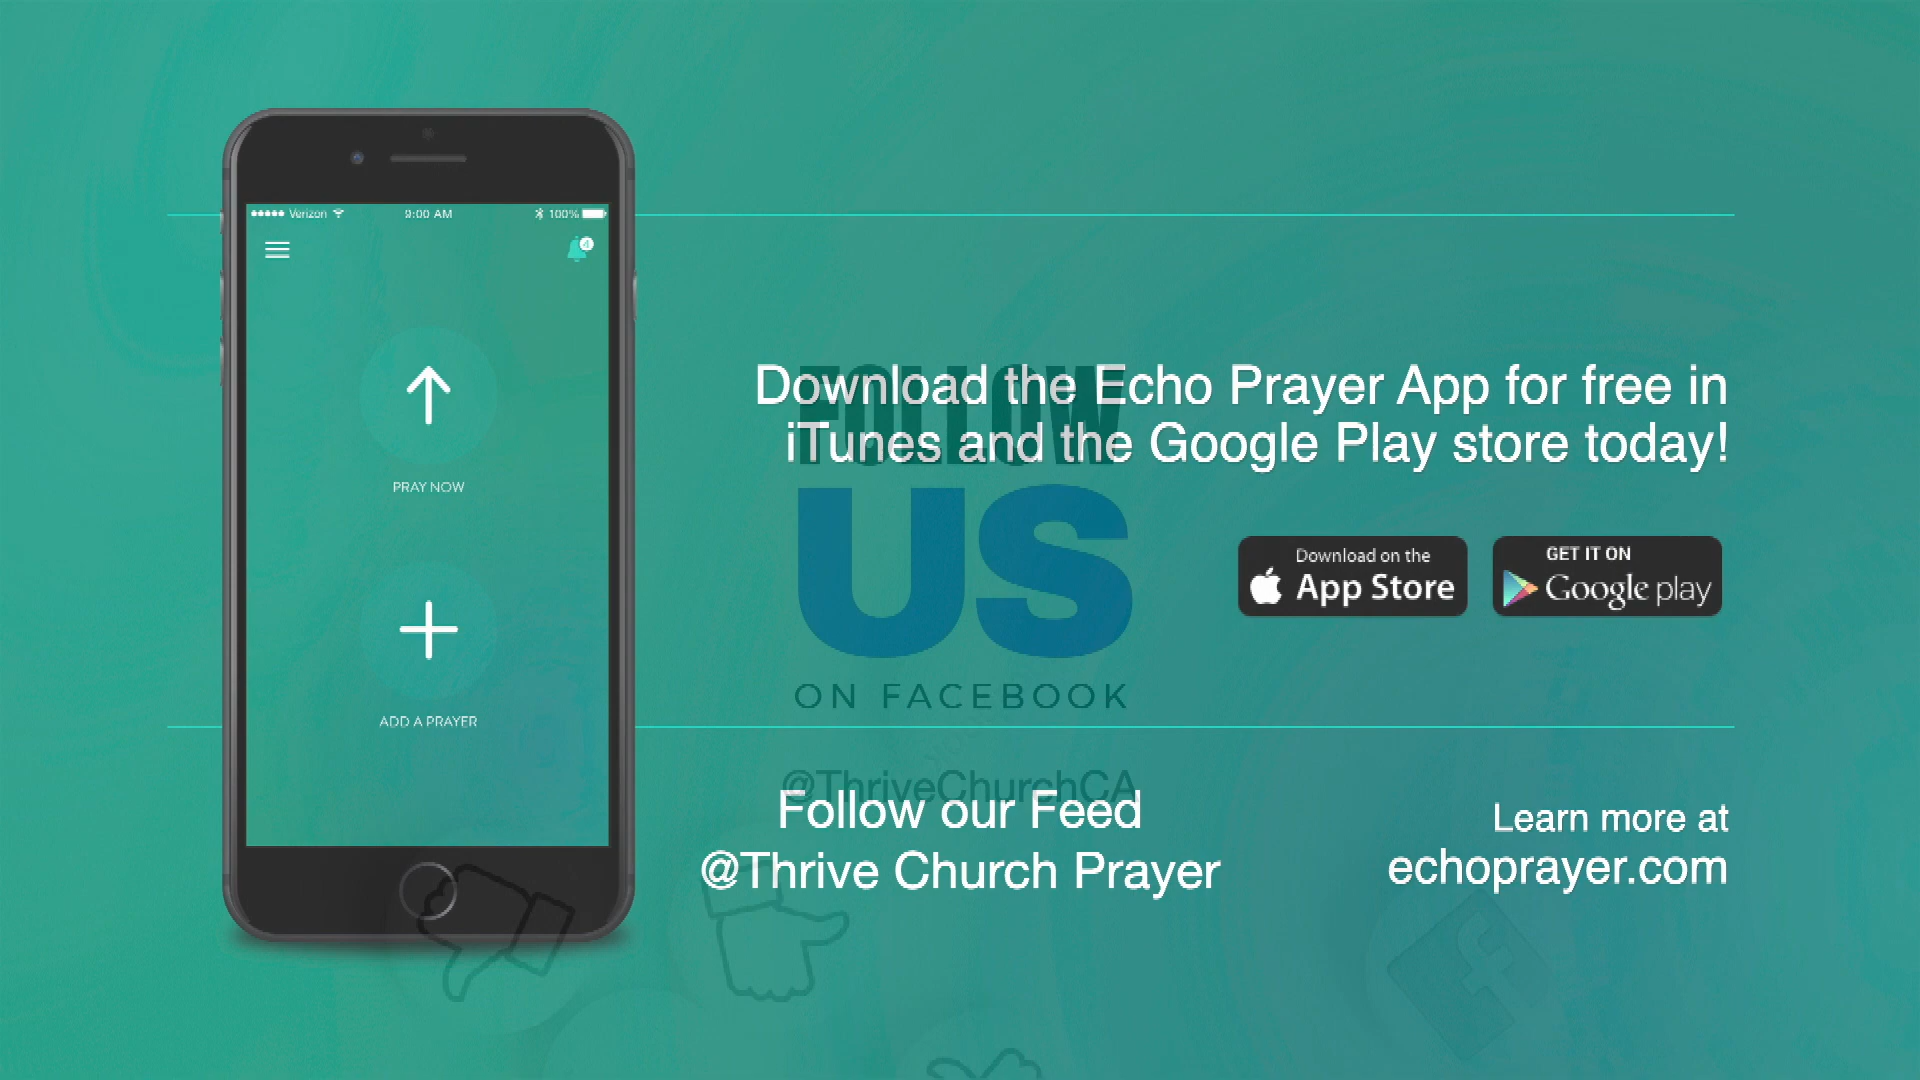 Verizon 9:00 AM 100%
4
PRAY NOW
ADD A PRAYER
Download the Echo Prayer App for free in
iTunes and the Google Play store today!
FOLLOW
US
ON FACEBOOK
Download on the
App Store
GET IT ON
Google play
@ThriveChurchCA
Follow our Feed
@Thrive Church Prayer
Learn more at
echoprayer.com
f